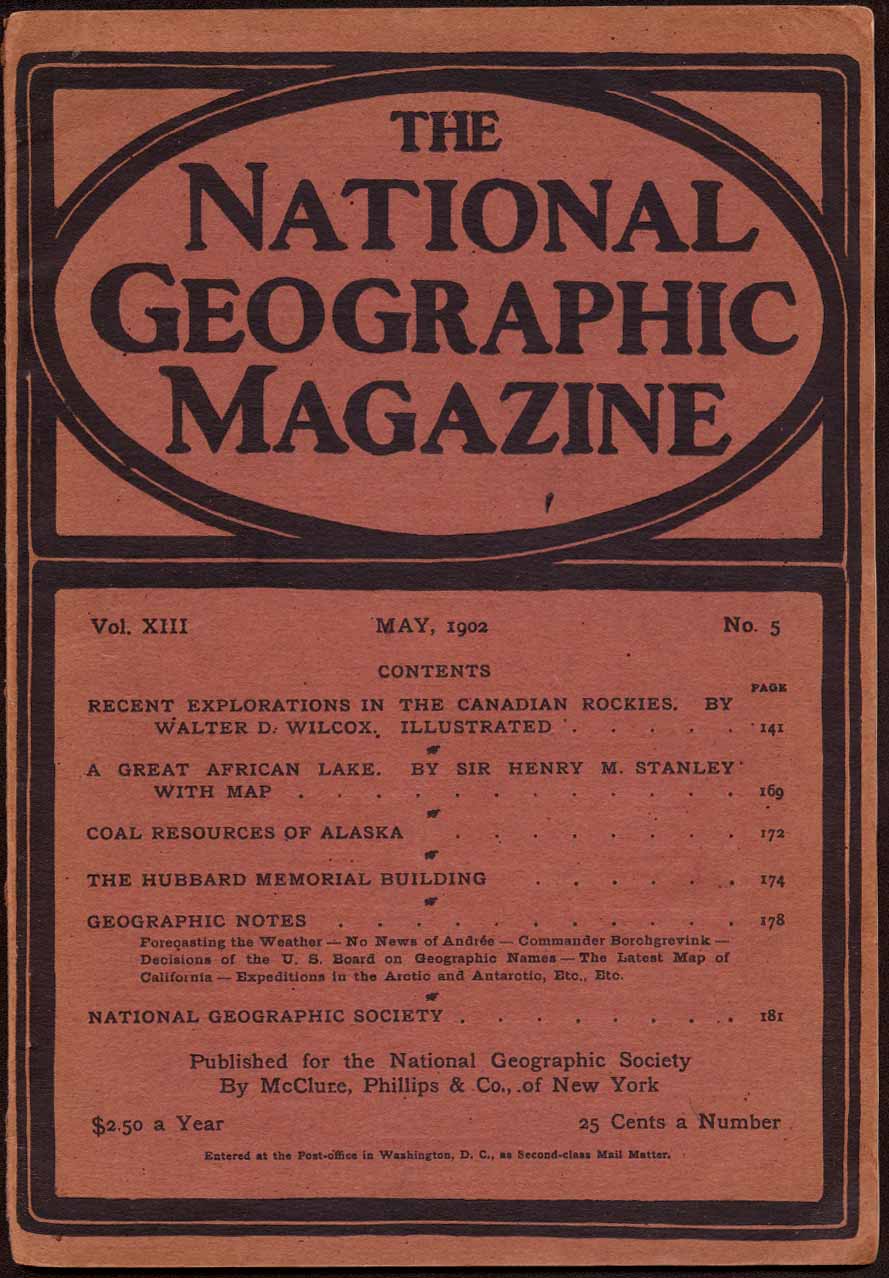 THE
NATIONAL
GEOGRAPHIC
MAGAZINE
Vol. XIII MAY, 1902 No. 5
CONTENTS
PAGE
RECENT EXPLORATIONS IN THE CANADIAN ROCKIES. BY
WALTER D. WILCOX. ILLUSTRATED . . . . . 141
A GREAT AFRICAN LAKE. BY SIR HENRY M. STANLEY
WITH MAP . . . . . . . . . . . . 169
COAL RESOURCES OF ALASKA . . . . . . . . 172
THE HUBBARD MEMORIAL BUILDING . . . . . . 174
GEOGRAPHIC NOTES . . . . . . . . . . . 178
Forecasting the Weather — No News of Andrée — Commander Borchgrevink —
Decisions of the U. S. Board on Geographic Names — The Latest Map of
California — Expeditions in the Arctic and Antarctic, Etc., Etc.
NATIONAL GEOGRAPHIC SOCIETY . . . . . . . . 181
Published for the National Geographic Society
By McClure, Phillips & Co., of New York
$2.50 a Year 25 Cents a Number
Entered at the Post-office in Washington, D. C., as Second-class Mail Matter.